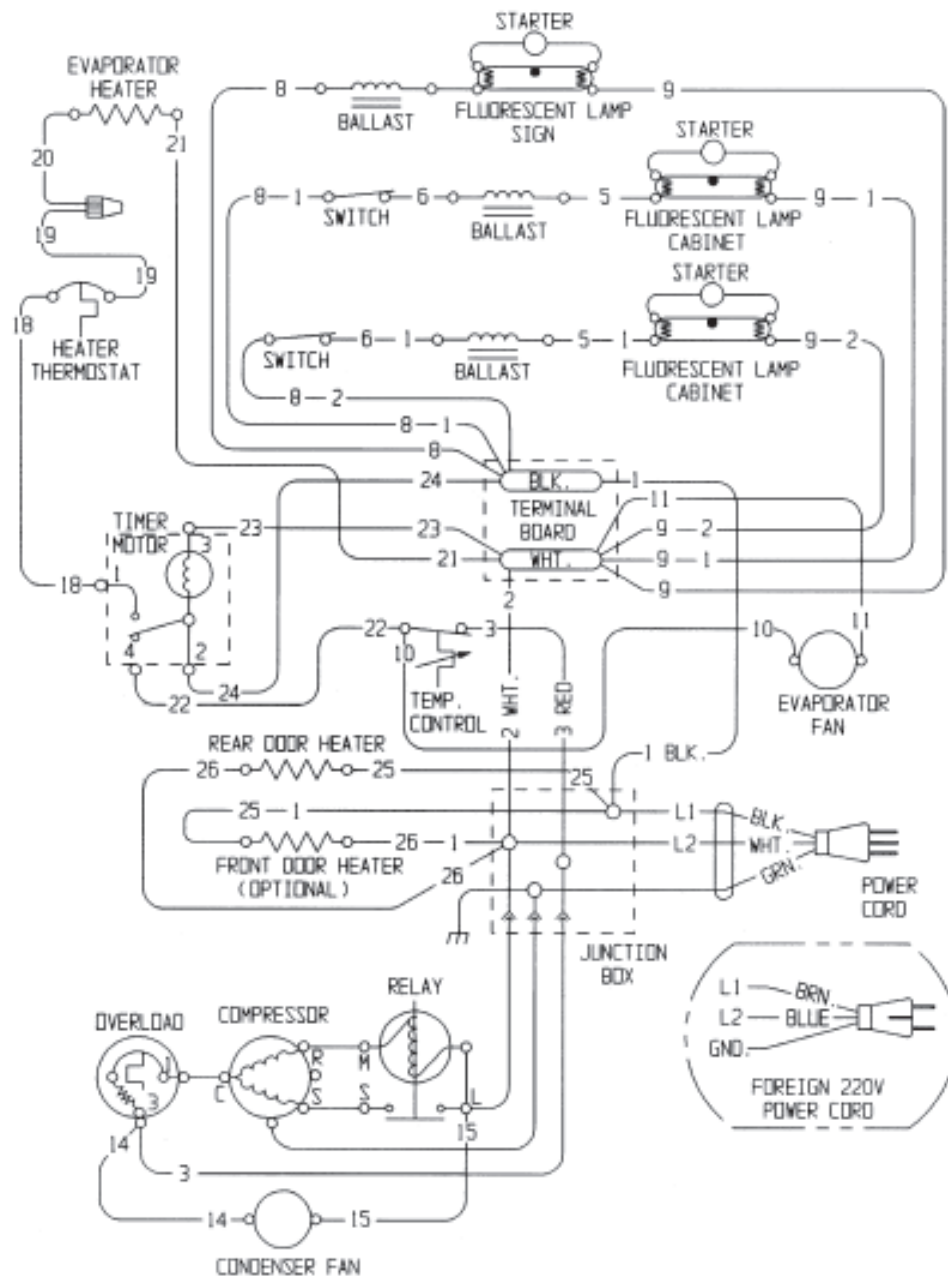 STARTER
EVAPORATOR
HEATER
8
9
BALLAST
FLUORESCENT LAMP
SIGN
21
20
STARTER
8 1
6
5
9 1
SWITCH
BALLAST
FLUORESCENT LAMP
CABINET
19
19
STARTER
18
HEATER
THERMOSTAT
6 1
5 1
9 2
SWITCH
BALLAST
FLUORESCENT LAMP
CABINET
8 2
8 1
8
24
BLK.
1
TERMINAL
BOARD
11
TIMER
MOTOR
3
23
23
9 2
21
WHT.
9 1
9
18
1
2
4
2
22
24
22
10
3
TEMP.
CONTROL
WHT.
2
RED
3
10
11
EVAPORATOR
FAN
REAR DOOR HEATER
26
25
25
1 BLK.
25 1
L1
BLK.
26 1
L2
WHT.
FRONT DOOR HEATER
(OPTIONAL)
26
GRN.
POWER
CORD
JUNCTION
BOX
RELAY
OVERLOAD
COMPRESSOR
L1
BRN.
L2
BLUE
GND.
FOREIGN 220V
POWER CORD
1
3
C
R
S
M
S
L
14
15
3
14
15
CONDENSER FAN